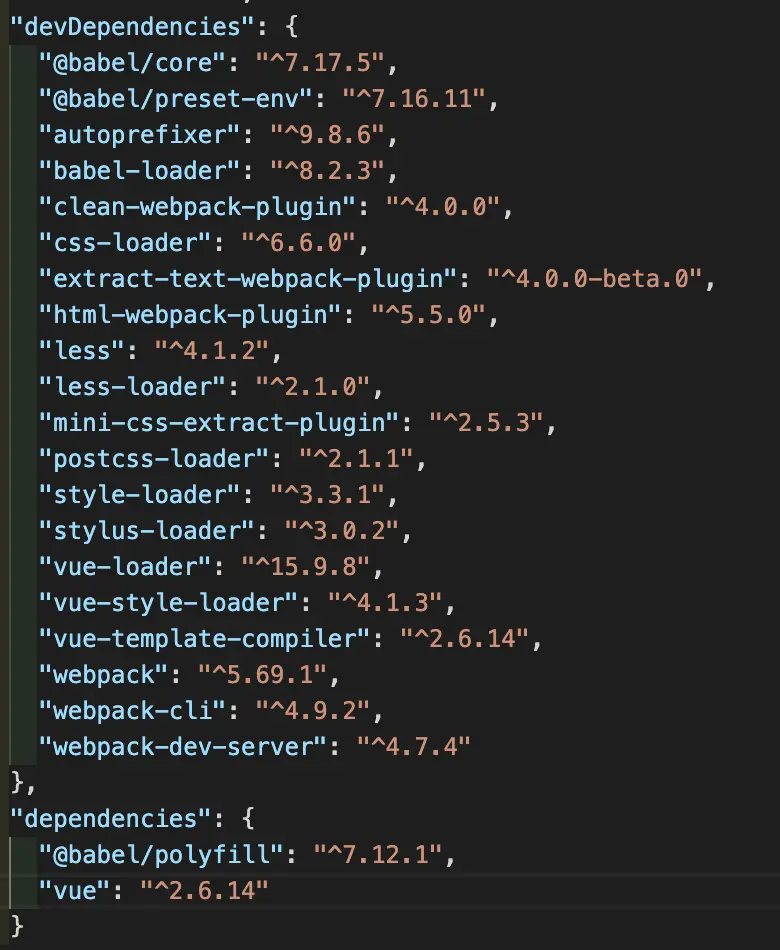 "devDependencies": {
"@babel/core": "^7.17.5",
"@babel/preset-env": "^7.16.11",
"autoprefixer": "^9.8.6",
"babel-loader": "^8.2.3",
"clean-webpack-plugin": "^4.0.0",
"css-loader": "^6.6.0",
"extract-text-webpack-plugin": "^4.0.0-beta.0",
"html-webpack-plugin": "^5.5.0",
"less": "^4.1.2",
"less-loader": "^2.1.0",
"mini-css-extract-plugin": "^2.5.3",
"postcss-loader": "^2.1.1",
"style-loader": "^3.3.1",
"stylus-loader": "^3.0.2",
"vue-loader": "^15.9.8",
"vue-style-loader": "^4.1.3",
"vue-template-compiler": "^2.6.14",
"webpack": "^5.69.1",
"webpack-cli": "^4.9.2",
"webpack-dev-server": "^4.7.4"
},
"dependencies": {
"@babel/polyfill": "^7.12.1",
"vue": "^2.6.14"
}